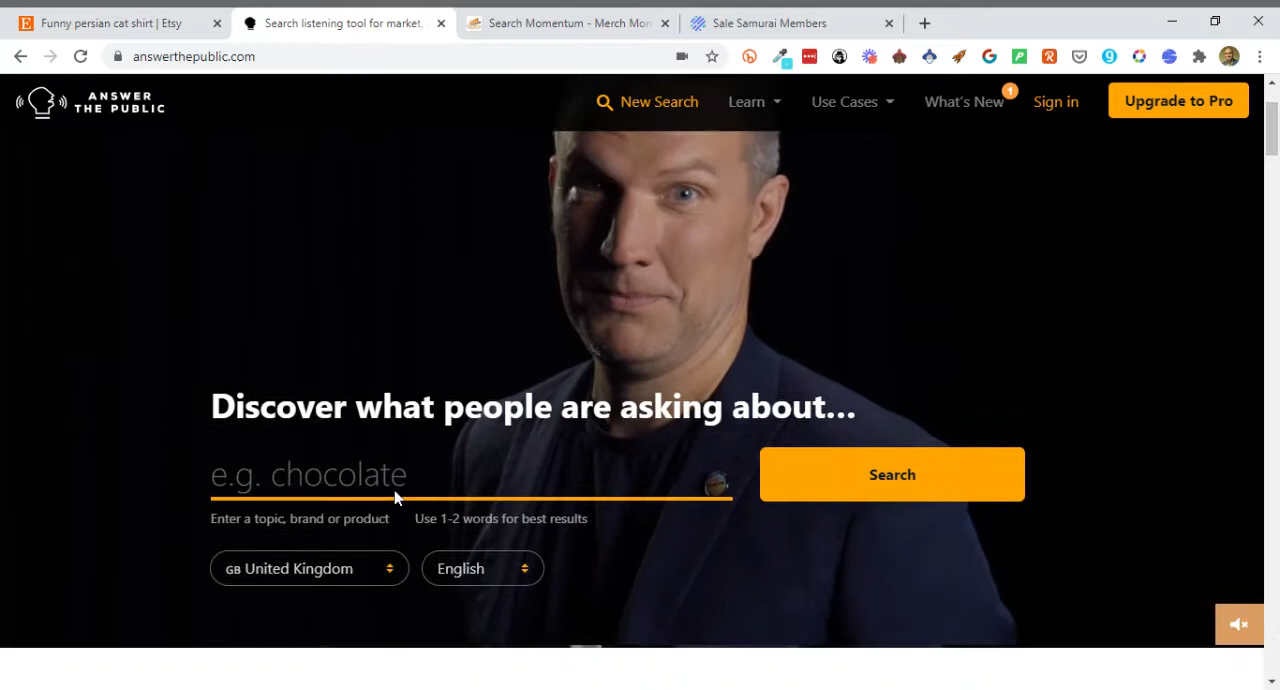 Funny persian cat shirt | Etsy
Search listening tool for market,
Search Momentum - Merch Mom
Sale Samurai Members
answerthepublic.com
ANSWER
THE PUBLIC
New Search
Learn
Use Cases
What's New
1
Sign in
Upgrade to Pro
Discover what people are asking about...
e.g. chocolate
Search
Enter a topic, brand or product
Use 1-2 words for best results
GB United Kingdom
English